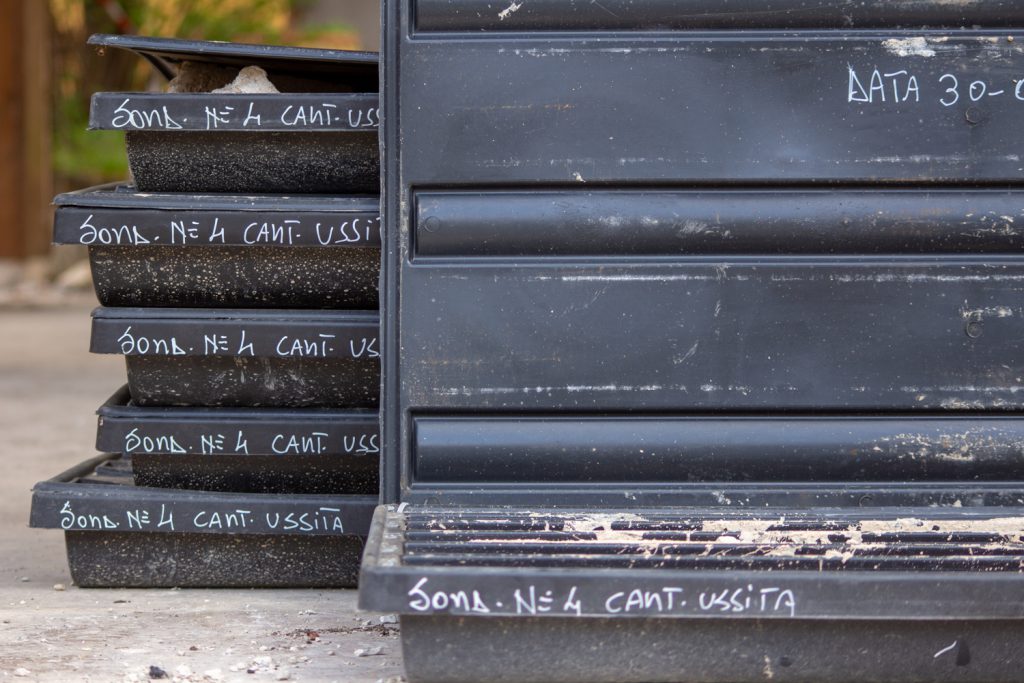 SOND. N= 4 CANT. USS
SOND. N= 4 CANT. USSI
SOND. N= 4 CANT. US
SOND. N= 4 CANT. USS
SOND. N= 4 CANT. USSITA
DATA 30-0
SOND. N= 4 CANT. USSITA